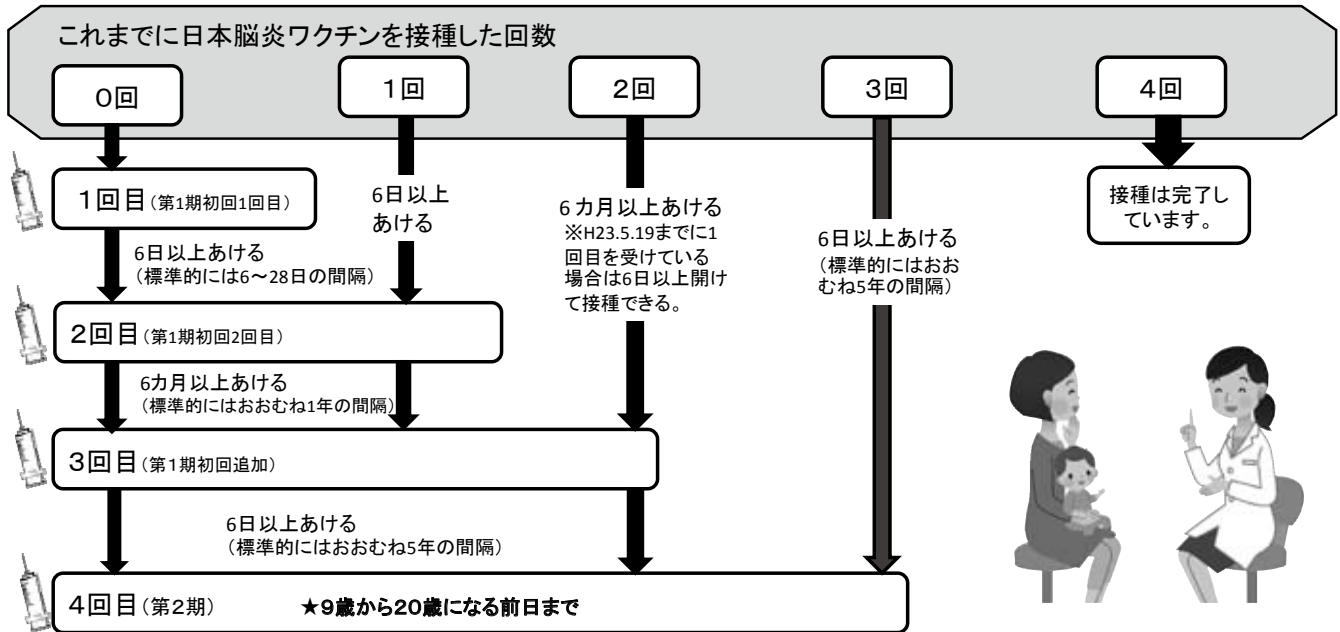 これまでに日本脳炎ワクチンを接種した回数
0回
1回
2回
3回
4回
1回目(第1期初回1回目)
6日以上
あける
6カ月以上あける
※H23.5.19までに1
回目を受けている
場合は6日以上開け
て接種できる。
6日以上あける
(標準的にはおお
むね5年の間隔)
接種は完了し
ています。
6日以上あける
(標準的には6～28日の間隔)
2回目(第1期初回2回目)
6カ月以上あける
(標準的にはおおむね1年の間隔)
3回目(第1期初回追加)
6日以上あける
(標準的にはおおむね5年の間隔)
4回目(第2期) ★9歳から20歳になる前日まで